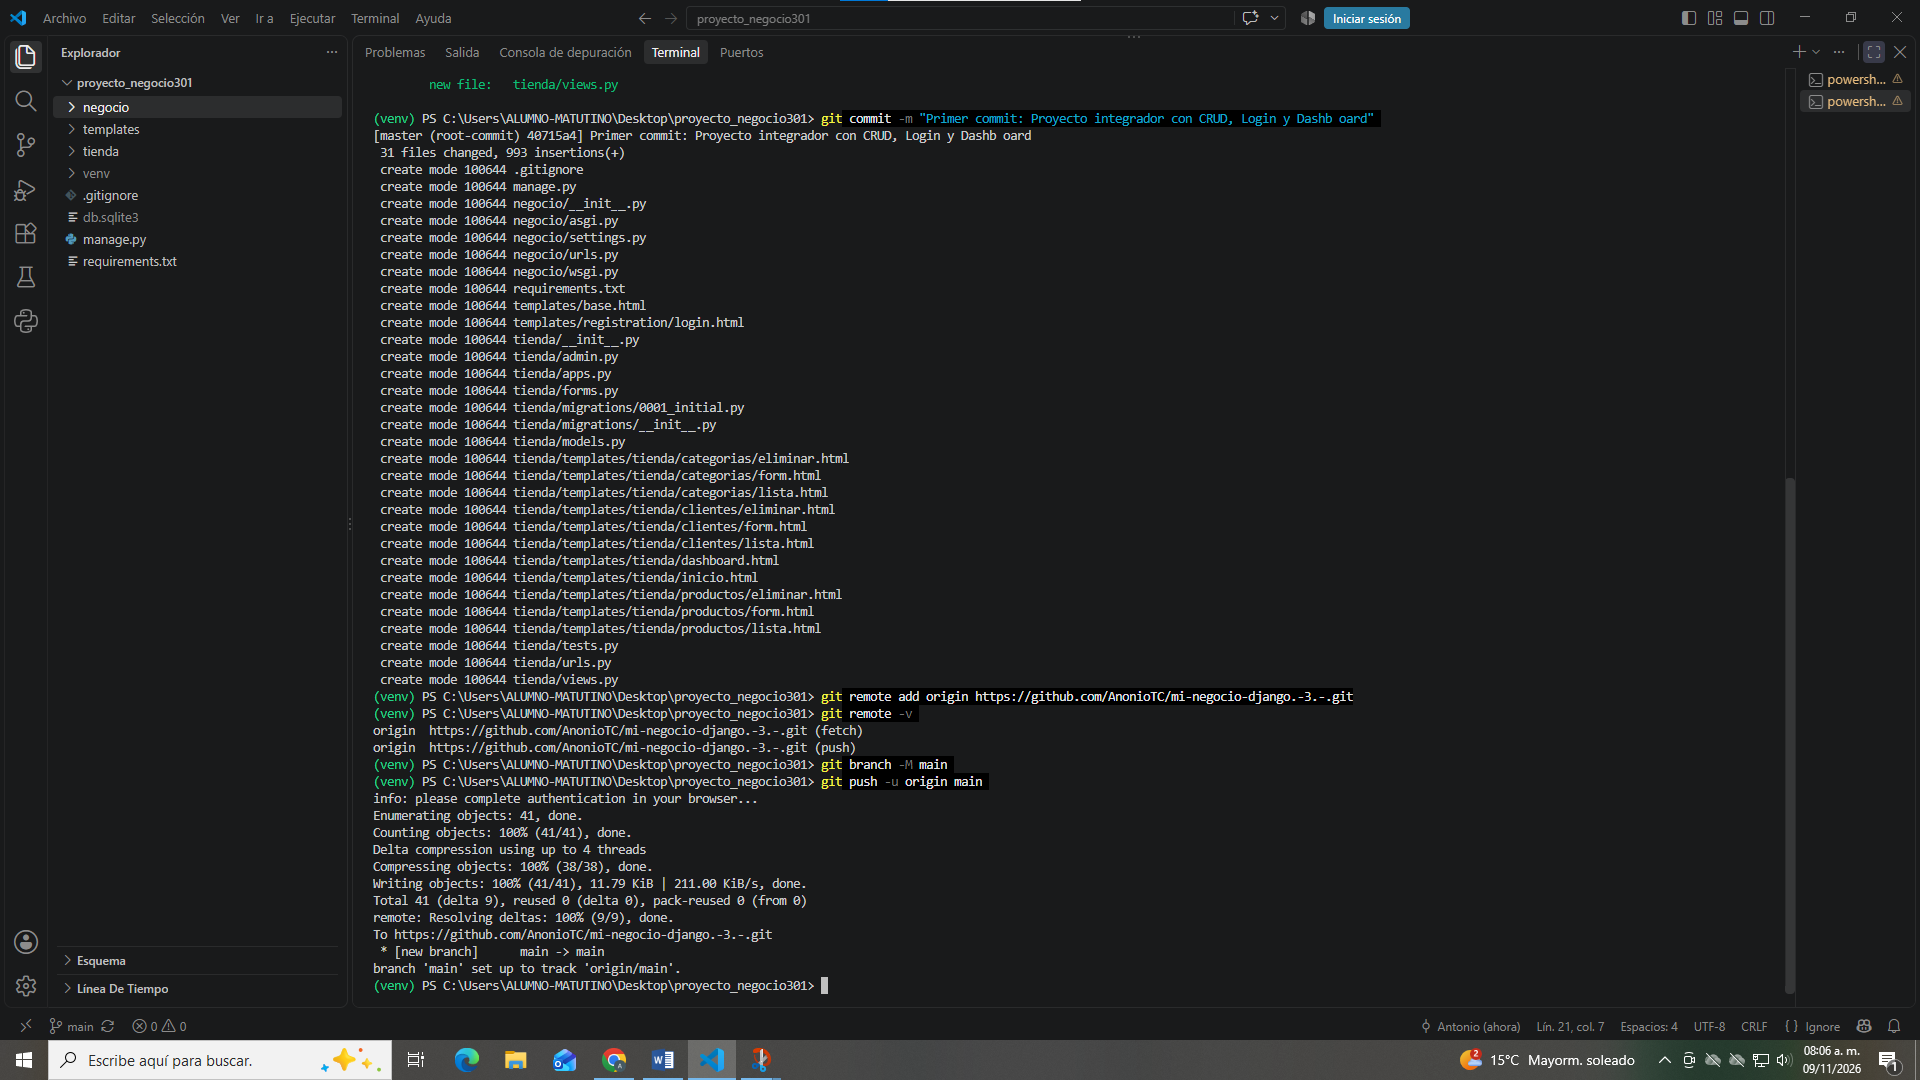 Archivo Editar Selección Ver Ir a Ejecutar Terminal Ayuda
proyecto_negocio301
Iniciar sesión
Explorador
Problemas Salida Consola de depuración Terminal Puertos
proyecto_negocio301
negocio
templates
tienda
venv
.gitignore
db.sqlite3
manage.py
requirements.txt
Esquema
Línea De Tiempo
powersh...
powersh...
new file: tienda/views.py
(venv) PS C:\Users\ALUMNO-MATUTINO\Desktop\proyecto_negocio301> git commit -m "Primer commit: Proyecto integrador con CRUD, Login y Dashb oard"
[master (root-commit) 40715a4] Primer commit: Proyecto integrador con CRUD, Login y Dashb oard
31 files changed, 993 insertions(+)
create mode 100644 .gitignore
create mode 100644 manage.py
create mode 100644 negocio/__init__.py
create mode 100644 negocio/asgi.py
create mode 100644 negocio/settings.py
create mode 100644 negocio/urls.py
create mode 100644 negocio/wsgi.py
create mode 100644 requirements.txt
create mode 100644 templates/base.html
create mode 100644 templates/registration/login.html
create mode 100644 tienda/__init__.py
create mode 100644 tienda/admin.py
create mode 100644 tienda/apps.py
create mode 100644 tienda/forms.py
create mode 100644 tienda/migrations/0001_initial.py
create mode 100644 tienda/migrations/__init__.py
create mode 100644 tienda/models.py
create mode 100644 tienda/templates/tienda/categorias/eliminar.html
create mode 100644 tienda/templates/tienda/categorias/form.html
create mode 100644 tienda/templates/tienda/categorias/lista.html
create mode 100644 tienda/templates/tienda/clientes/eliminar.html
create mode 100644 tienda/templates/tienda/clientes/form.html
create mode 100644 tienda/templates/tienda/clientes/lista.html
create mode 100644 tienda/templates/tienda/dashboard.html
create mode 100644 tienda/templates/tienda/inicio.html
create mode 100644 tienda/templates/tienda/productos/eliminar.html
create mode 100644 tienda/templates/tienda/productos/form.html
create mode 100644 tienda/templates/tienda/productos/lista.html
create mode 100644 tienda/tests.py
create mode 100644 tienda/urls.py
create mode 100644 tienda/views.py
(venv) PS C:\Users\ALUMNO-MATUTINO\Desktop\proyecto_negocio301> git remote add origin https://github.com/AnonioTC/mi-negocio-django.-3.-.git
(venv) PS C:\Users\ALUMNO-MATUTINO\Desktop\proyecto_negocio301> git remote -v
origin https://github.com/AnonioTC/mi-negocio-django.-3.-.git (fetch)
origin https://github.com/AnonioTC/mi-negocio-django.-3.-.git (push)
(venv) PS C:\Users\ALUMNO-MATUTINO\Desktop\proyecto_negocio301> git branch -M main
(venv) PS C:\Users\ALUMNO-MATUTINO\Desktop\proyecto_negocio301> git push -u origin main
info: please complete authentication in your browser...
Enumerating objects: 41, done.
Counting objects: 100% (41/41), done.
Delta compression using up to 4 threads
Compressing objects: 100% (38/38), done.
Writing objects: 100% (41/41), 11.79 KiB | 211.00 KiB/s, done.
Total 41 (delta 9), reused 0 (delta 0), pack-reused 0 (from 0)
remote: Resolving deltas: 100% (9/9), done.
To https://github.com/AnonioTC/mi-negocio-django.-3.-.git
* [new branch] main -> main
branch 'main' set up to track 'origin/main'.
(venv) PS C:\Users\ALUMNO-MATUTINO\Desktop\proyecto_negocio301>
main 0 0 Antonio (ahora) Lín. 21, col. 7 Espacios: 4 UTF-8 CRLF { } Ignore
Escribe aquí para buscar.
2 15°C Mayorm. soleado
08:06 a. m.
09/11/2026
1